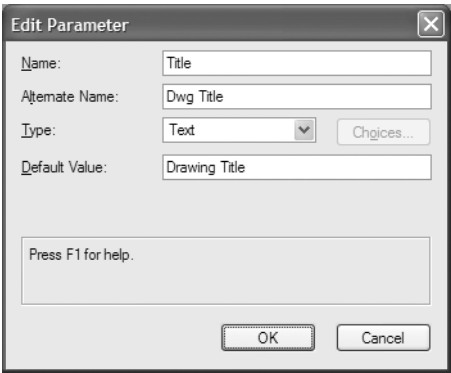 Edit Parameter
Name: Title
Alternate Name: Dwg Title
Type: Text Choices...
Default Value: Drawing Title
Press F1 for help.
OK Cancel